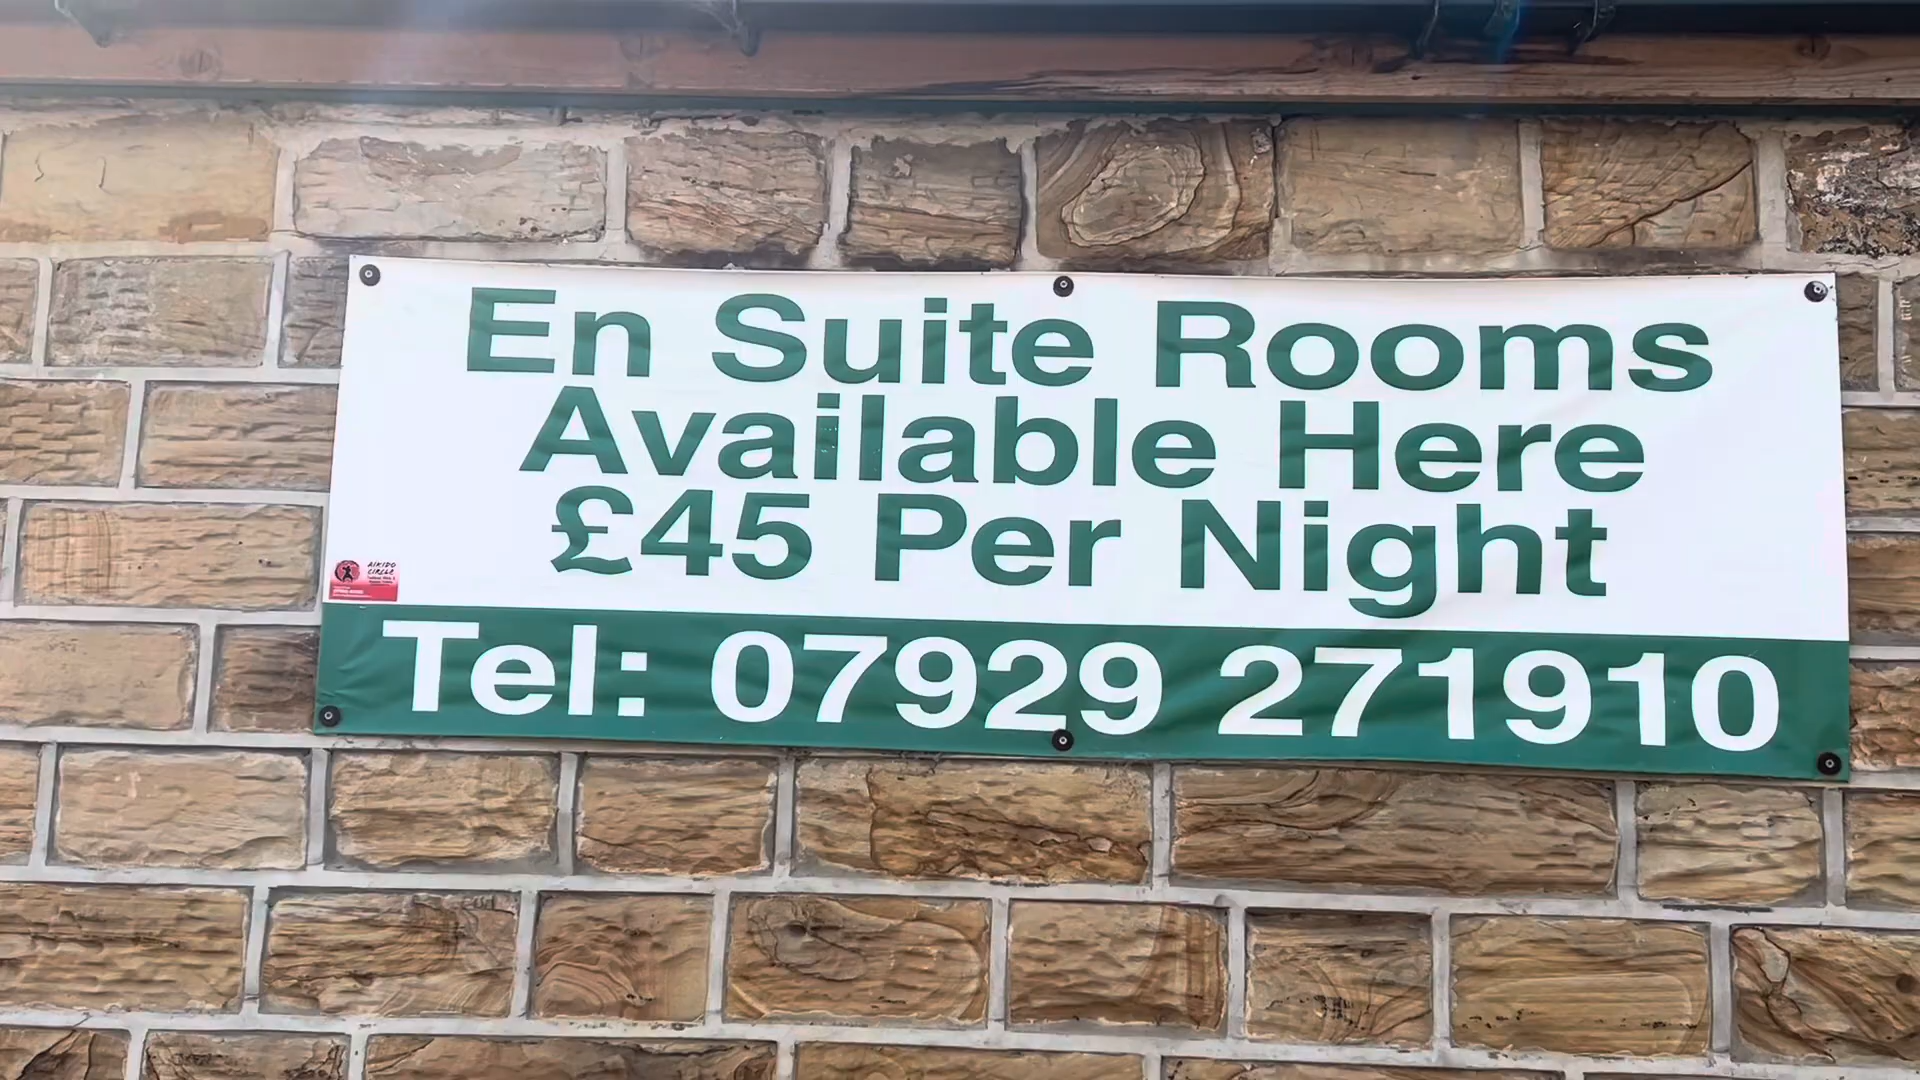 En Suite Rooms
Available Here
£45 Per Night
Tel: 07929 271910
AIKIDO
CIRCLE